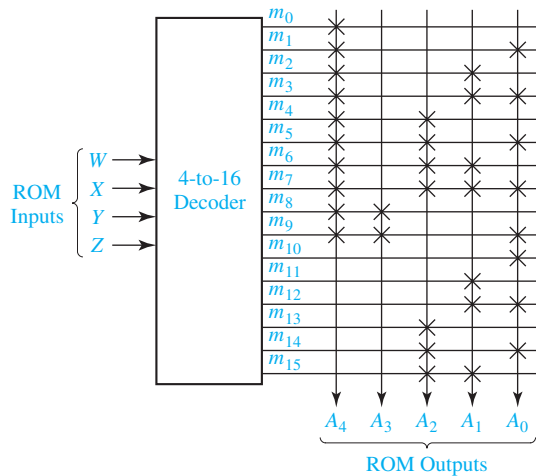 m0
m1
m2
m3
m4
m5
m6
m7
m8
m9
m10
m11
m12
m13
m14
m15
W
X
Y
Z
ROM
Inputs
4-to-16
Decoder
A4 A3 A2 A1 A0
ROM Outputs